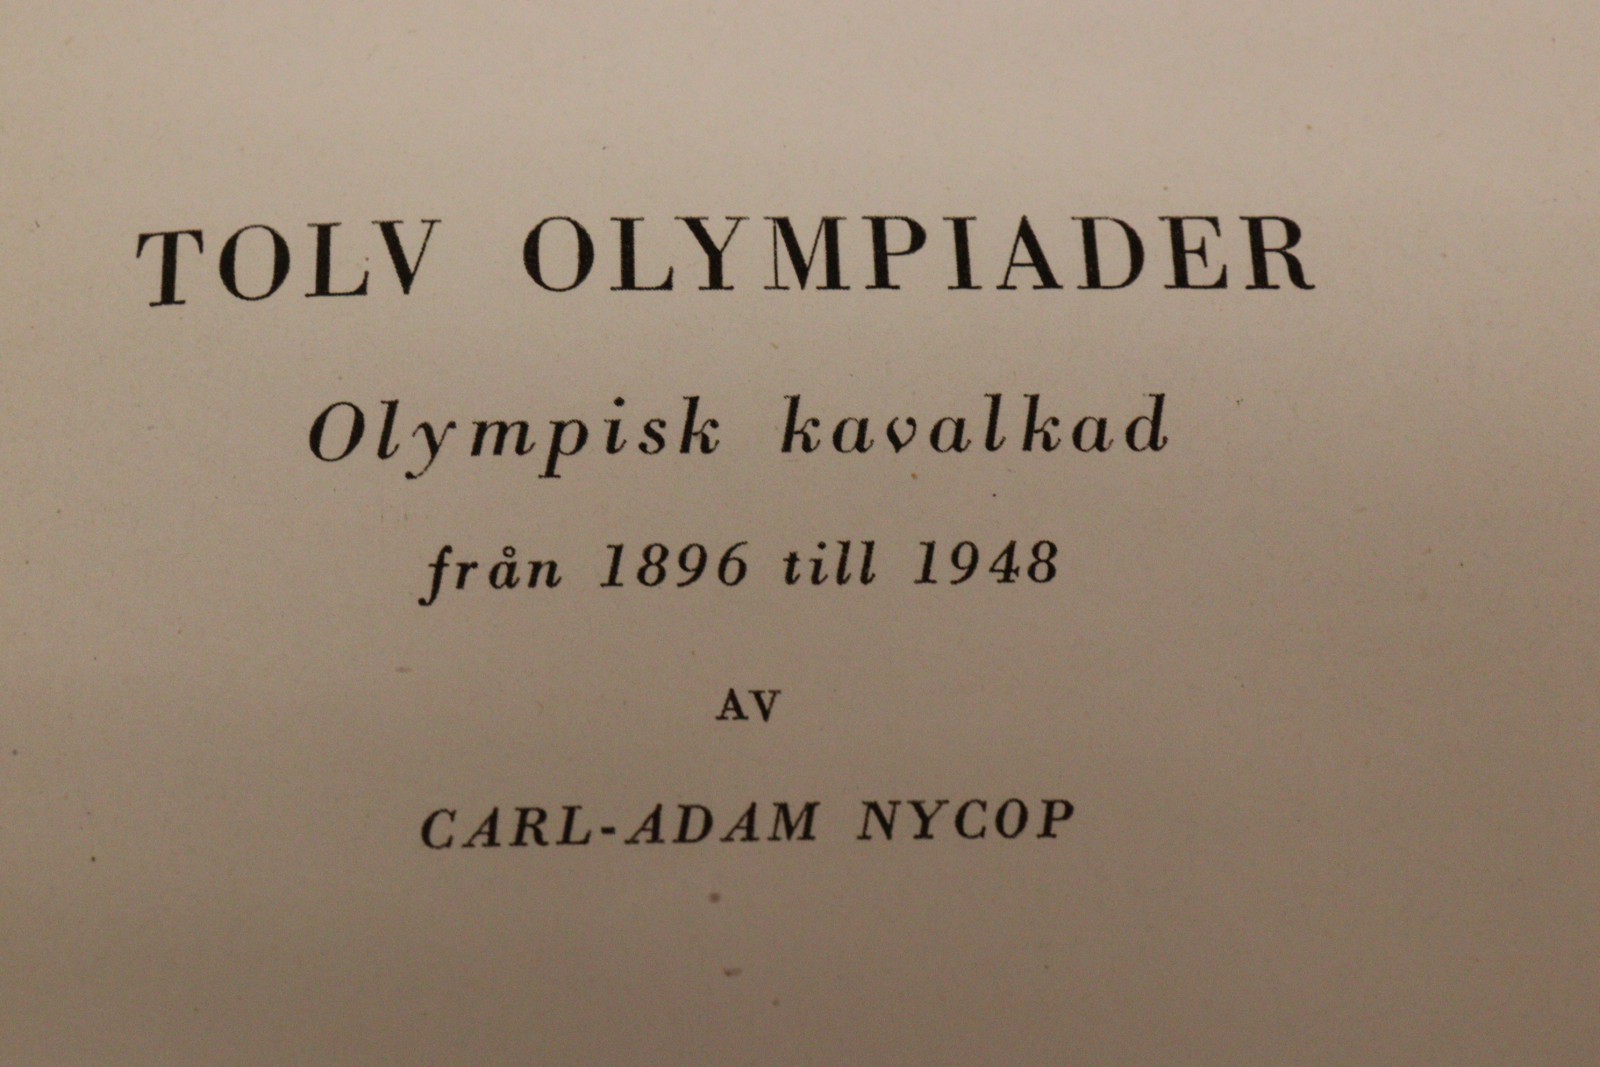 TOLV OLYMPIADER
Olympisk kavalkad
från 1896 till 1948
AV
CARL-ADAM NYCOP